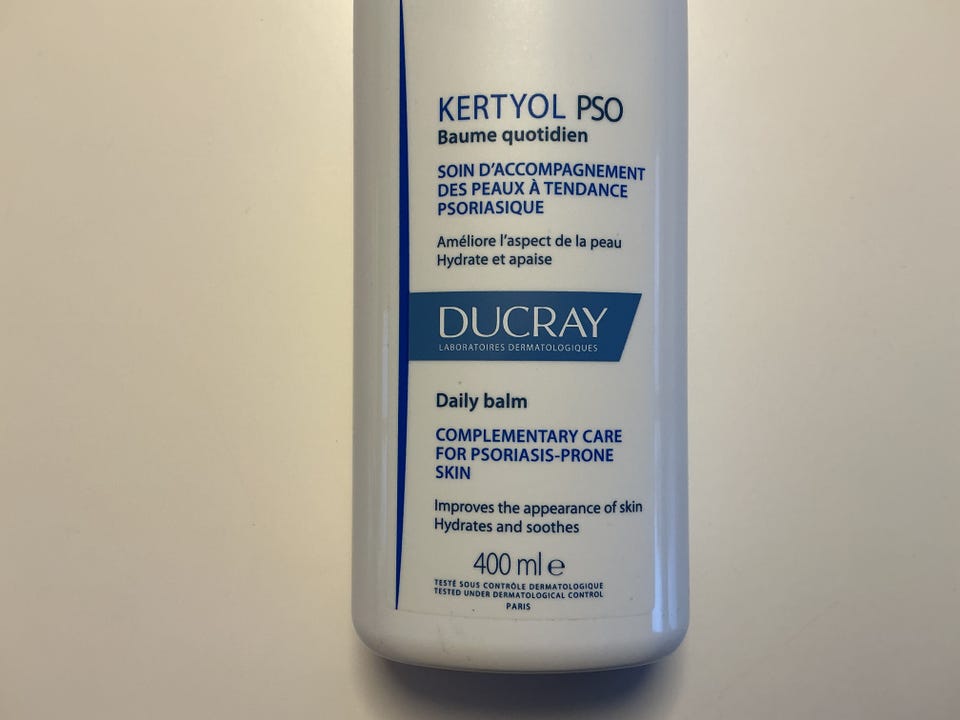 KERTYOL PSO
Baume quotidien
SOIN D'ACCOMPAGNEMENT
DES PEAUX À TENDANCE
PSORIASIQUE
Améliore l'aspect de la peau
Hydrate et apaise
DUCRAY
LABORATOIRES DERMATOLOGIQUES
Daily balm
COMPLEMENTARY CARE
FOR PSORIASIS-PRONE
SKIN
Improves the appearance of skin
Hydrates and soothes
400 ml e
TESTÉ SOUS CONTRÔLE DERMATOLOGIQUE
TESTED UNDER DERMATOLOGICAL CONTROL
PARIS